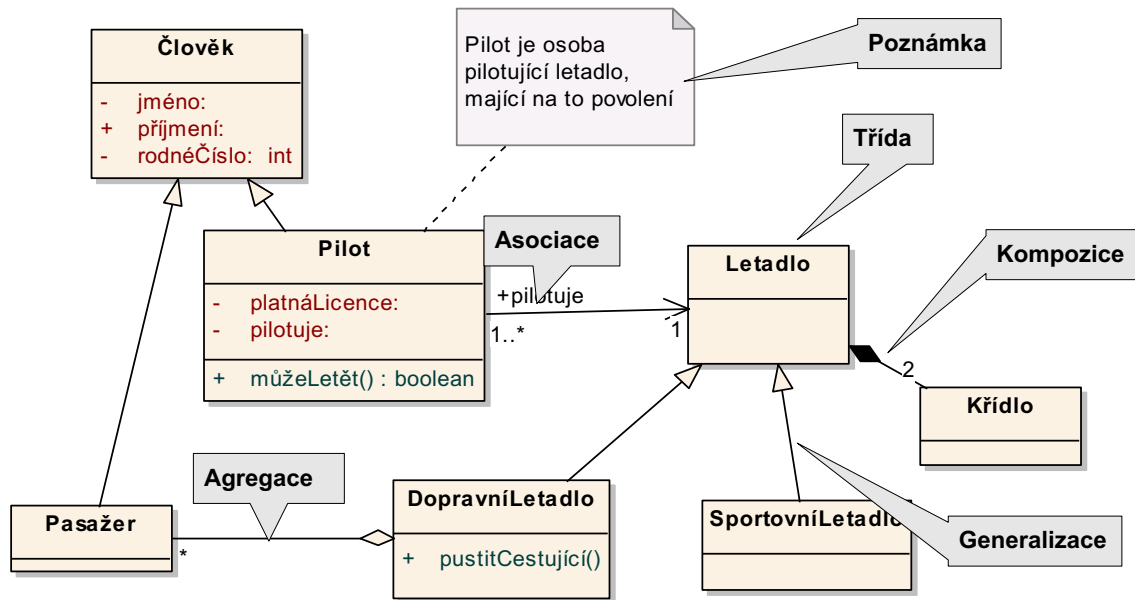 Člověk
- jméno:
+ příjmení:
- rodnéČíslo: int
Pilot je osoba
pilotující letadlo,
mající na to povolení
Poznámka
Třída
Pilot
- platnáLicence:
- pilotuje:
+ můžeLetět() : boolean
Asociace
+pilotuje
1..*
1
Letadlo
Kompozice
2
Křídlo
Agregace
Pasažer
*
DopravníLetadlo
+ pustitCestující()
SportovníLetadlo
Generalizace